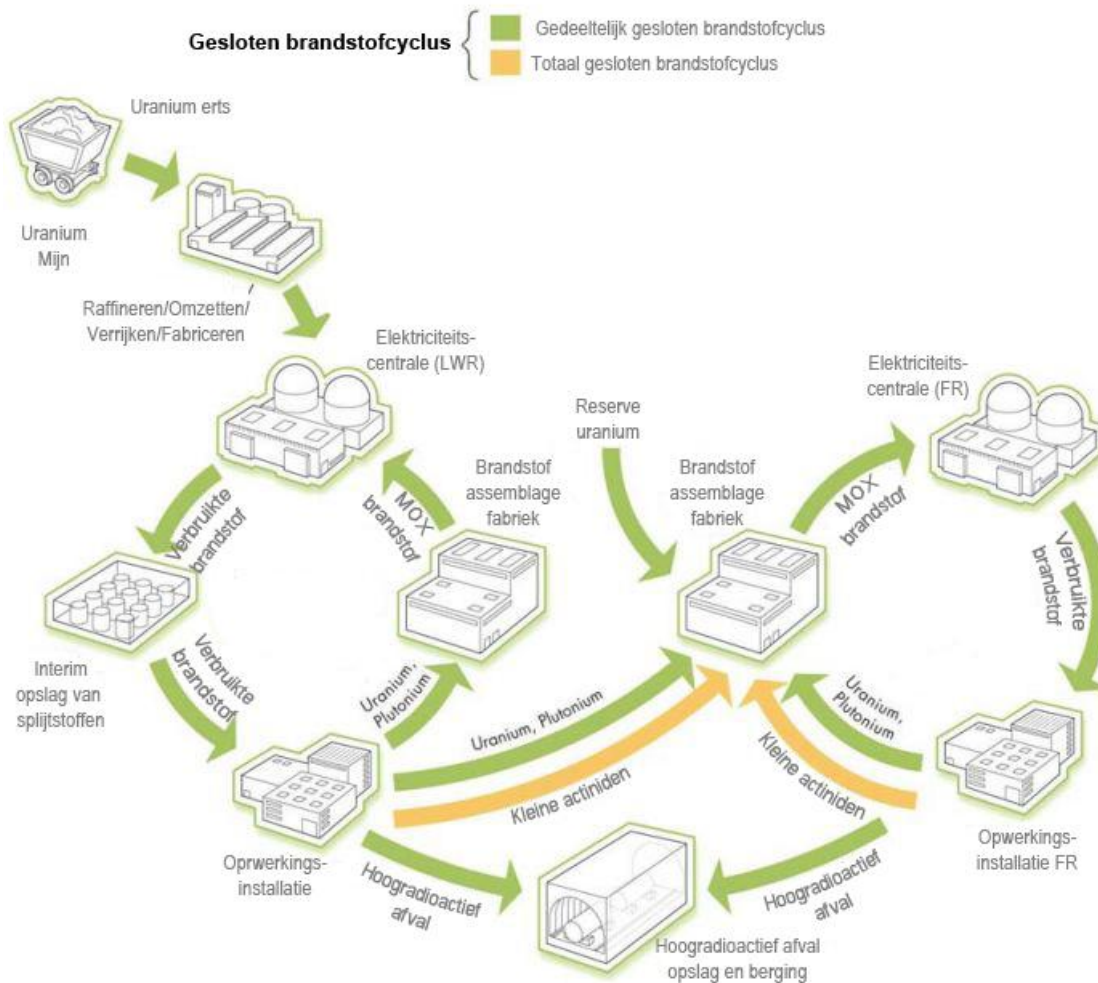 Gesloten brandstofcyclus
Gedeeltelijk gesloten brandstofcyclus
Totaal gesloten brandstofcyclus
Uranium erts
Uranium
Mijn
Raffineren/Omzetten/
Verrijken/Fabriceren
Elektriciteits-
centrale (LWR)
Elektriciteits-
centrale (FR)
Reserve
uranium
Brandstof
assemblage
fabriek
Brandstof
assemblage
fabriek
MOX
brandstof
MOX
brandstof
Verbruikte
brandstof
Verbruikte
brandstof
Interim
opslag van
splijtstoffen
Verbruikte
brandstof
Uranium,
Plutonium
Uranium, Plutonium
Uranium,
Plutonium
Kleine actiniden
Kleine actiniden
Oprwerkings-
installatie
Opwerkings-
installatie FR
Hoogradioactief
afval
Hoogradioactief
afval
Hoogradioactief afval
opslag en berging